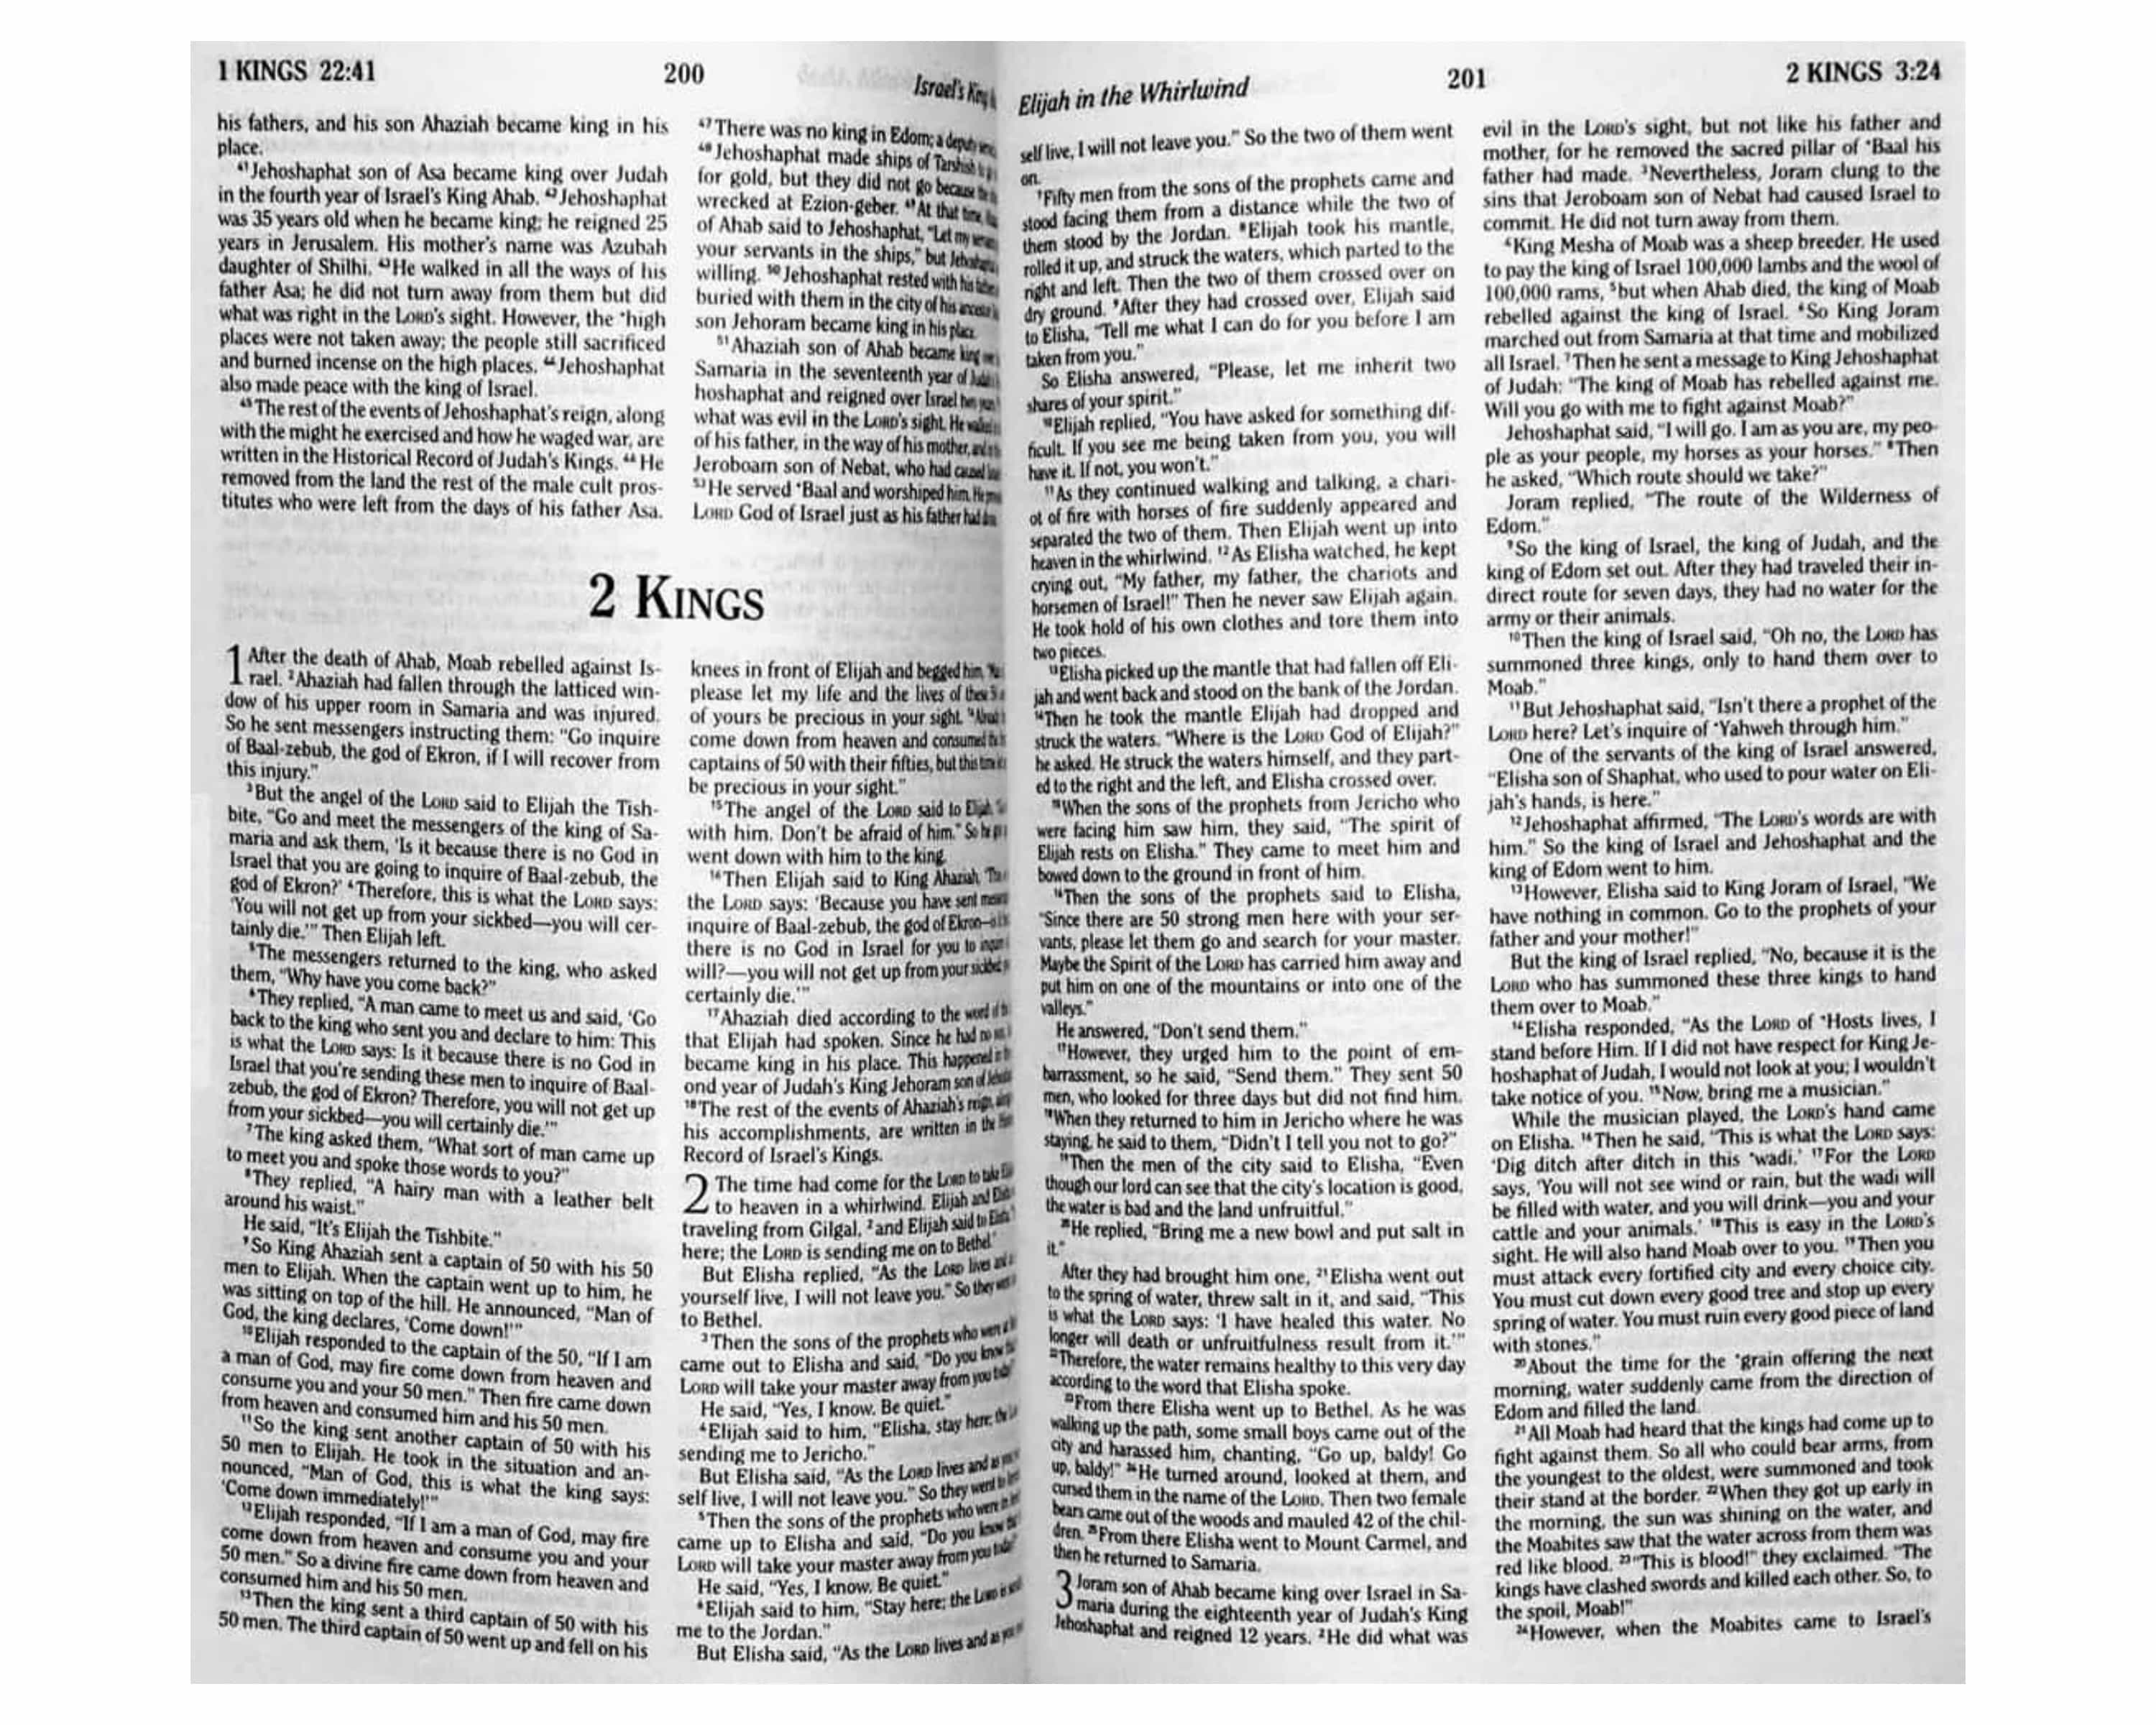 1 KINGS 22:41
200
Israel's King
his fathers, and his son Ahaziah became king in his
place.
41 Jehoshaphat son of Asa became king over Judah
in the fourth year of Israel's King Ahab. 42 Jehoshaphat
was 35 years old when he became king; he reigned 25
years in Jerusalem. His mother's name was Azubah
daughter of Shilhi. 43 He walked in all the ways of his
father Asa; he did not turn away from them but did
what was right in the LORD's sight. However, the *high
places were not taken away; the people still sacrificed
and burned incense on the high places. 44 Jehoshaphat
also made peace with the king of Israel.
45 The rest of the events of Jehoshaphat's reign, along
with the might he exercised and how he waged war, are
written in the Historical Record of Judah's Kings. 46 He
removed from the land the rest of the male cult pros-
titutes who were left from the days of his father Asa.
47 There was no king in Edom; a deputy
48 Jehoshaphat made ships of Tarshish
for gold, but they did not go because
wrecked at Ezion-geber. 49 At that time,
of Ahab said to Jehoshaphat, "Let my
your servants in the ships," but
willing. 50 Jehoshaphat rested with his
buried with them in the city of his
son Jehoram became king in his place.
51 Ahaziah son of Ahab became king
Samaria in the seventeenth year of
hoshaphat and reigned over Israel two
what was evil in the LORD's sight. He walked
of his father, in the way of his mother,
Jeroboam son of Nebat, who had caused
53 He served *Baal and worshiped him. He
LORD God of Israel just as his father had
2 KINGS
1 After the death of Ahab, Moab rebelled against Is-
rael. 2 Ahaziah had fallen through the latticed win-
dow of his upper room in Samaria and was injured.
So he sent messengers instructing them: "Go inquire
of Baal-zebub, the god of Ekron, if I will recover from
this injury."
3 But the angel of the LORD said to Elijah the Tish-
bite, "Go and meet the messengers of the king of Sa-
maria and ask them, 'Is it because there is no God in
Israel that you are going to inquire of Baal-zebub, the
god of Ekron?' 4 Therefore, this is what the LORD says:
'You will not get up from your sickbed—you will cer-
tainly die.'" Then Elijah left.
5 The messengers returned to the king, who asked
them, "Why have you come back?"
6 They replied, "A man came to meet us and said, 'Go
back to the king who sent you and declare to him: This
is what the LORD says: Is it because there is no God in
Israel that you're sending these men to inquire of Baal-
zebub, the god of Ekron? Therefore, you will not get up
from your sickbed—you will certainly die.'"
7 The king asked them, "What sort of man came up
to meet you and spoke those words to you?"
8 They replied, "A hairy man with a leather belt
around his waist."
He said, "It's Elijah the Tishbite."
9 So King Ahaziah sent a captain of 50 with his 50
men to Elijah. When the captain went up to him, he
was sitting on top of the hill. He announced, "Man of
God, the king declares, 'Come down!'"
10 Elijah responded to the captain of the 50, "If I am
a man of God, may fire come down from heaven and
consume you and your 50 men." Then fire came down
from heaven and consumed him and his 50 men.
11 So the king sent another captain of 50 with his
50 men to Elijah. He took in the situation and an-
nounced, "Man of God, this is what the king says:
'Come down immediately!'"
12 Elijah responded, "If I am a man of God, may fire
come down from heaven and consume you and your
50 men." So a divine fire came down from heaven and
consumed him and his 50 men.
13 Then the king sent a third captain of 50 with his
50 men. The third captain of 50 went up and fell on his
knees in front of Elijah and begged him,
please let my life and the lives of these
of yours be precious in your sight.
come down from heaven and consumed
captains of 50 with their fifties, but this time
be precious in your sight."
15 The angel of the LORD said to Elijah,
with him. Don't be afraid of him." So he
went down with him to the king.
16 Then Elijah said to King Ahaziah,
the LORD says: 'Because you have sent
inquire of Baal-zebub, the god of Ekron—
there is no God in Israel for you to inquire
will?—you will not get up from your sickbed
certainly die.'"
17 Ahaziah died according to the word of
that Elijah had spoken. Since he had no
became king in his place. This happened in
ond year of Judah's King Jehoram son of
18 The rest of the events of Ahaziah's reign,
his accomplishments, are written in the
Record of Israel's Kings.
2 The time had come for the LORD to take
to heaven in a whirlwind. Elijah and
traveling from Gilgal, 2 and Elijah said to
here; the LORD is sending me on to Bethel."
But Elisha replied, "As the LORD lives and
yourself live, I will not leave you." So they went
to Bethel.
3 Then the sons of the prophets who were
came out to Elisha and said, "Do you know
LORD will take your master away from you
He said, "Yes, I know. Be quiet."
4 Elijah said to him, "Elisha, stay here;
sending me to Jericho."
But Elisha said, "As the LORD lives and as
self live, I will not leave you." So they went to
5 Then the sons of the prophets who were in
came up to Elisha and said, "Do you know
LORD will take your master away from you
He said, "Yes, I know. Be quiet."
6 Elijah said to him, "Stay here; the LORD is
me to the Jordan."
But Elisha said, "As the LORD lives and as
Elijah in the Whirlwind
201
2 KINGS 3:24
self live, I will not leave you." So the two of them went
on.
7 Fifty men from the sons of the prophets came and
stood facing them from a distance while the two of
them stood by the Jordan. 8 Elijah took his mantle,
rolled it up, and struck the waters, which parted to the
right and left. Then the two of them crossed over on
dry ground. 9 After they had crossed over, Elijah said
to Elisha, "Tell me what I can do for you before I am
taken from you."
So Elisha answered, "Please, let me inherit two
shares of your spirit."
10 Elijah replied, "You have asked for something dif-
ficult. If you see me being taken from you, you will
have it. If not, you won't."
11 As they continued walking and talking, a chari-
ot of fire with horses of fire suddenly appeared and
separated the two of them. Then Elijah went up into
heaven in the whirlwind. 12 As Elisha watched, he kept
crying out, "My father, my father, the chariots and
horsemen of Israel!" Then he never saw Elijah again.
He took hold of his own clothes and tore them into
two pieces.
13 Elisha picked up the mantle that had fallen off Eli-
jah and went back and stood on the bank of the Jordan.
14 Then he took the mantle Elijah had dropped and
struck the waters. "Where is the LORD God of Elijah?"
he asked. He struck the waters himself, and they part-
ed to the right and the left, and Elisha crossed over.
15 When the sons of the prophets from Jericho who
were facing him saw him, they said, "The spirit of
Elijah rests on Elisha." They came to meet him and
bowed down to the ground in front of him.
16 Then the sons of the prophets said to Elisha,
"Since there are 50 strong men here with your ser-
vants, please let them go and search for your master.
Maybe the Spirit of the LORD has carried him away and
put him on one of the mountains or into one of the
valleys."
He answered, "Don't send them."
17 However, they urged him to the point of em-
barrassment, so he said, "Send them." They sent 50
men, who looked for three days but did not find him.
18 When they returned to him in Jericho where he was
staying, he said to them, "Didn't I tell you not to go?"
19 Then the men of the city said to Elisha, "Even
though our lord can see that the city's location is good,
the water is bad and the land unfruitful."
20 He replied, "Bring me a new bowl and put salt in
it."
After they had brought him one, 21 Elisha went out
to the spring of water, threw salt in it, and said, "This
is what the LORD says: 'I have healed this water. No
longer will death or unfruitfulness result from it.'"
22 Therefore, the water remains healthy to this very day
according to the word that Elisha spoke.
23 From there Elisha went up to Bethel. As he was
walking up the path, some small boys came out of the
city and harassed him, chanting, "Go up, baldy! Go
up, baldy!" 24 He turned around, looked at them, and
cursed them in the name of the LORD. Then two female
bears came out of the woods and mauled 42 of the chil-
dren. 25 From there Elisha went to Mount Carmel, and
then he returned to Samaria.
3 Joram son of Ahab became king over Israel in Sa-
maria during the eighteenth year of Judah's King
Jehoshaphat and reigned 12 years. 2 He did what was
evil in the LORD's sight, but not like his father and
mother, for he removed the sacred pillar of *Baal his
father had made. 3 Nevertheless, Joram clung to the
sins that Jeroboam son of Nebat had caused Israel to
commit. He did not turn away from them.
4 King Mesha of Moab was a sheep breeder. He used
to pay the king of Israel 100,000 lambs and the wool of
100,000 rams, 5 but when Ahab died, the king of Moab
rebelled against the king of Israel. 6 So King Joram
marched out from Samaria at that time and mobilized
all Israel. 7 Then he sent a message to King Jehoshaphat
of Judah: "The king of Moab has rebelled against me.
Will you go with me to fight against Moab?"
Jehoshaphat said, "I will go. I am as you are, my peo-
ple as your people, my horses as your horses." 8 Then
he asked, "Which route should we take?"
Joram replied, "The route of the Wilderness of
Edom."
9 So the king of Israel, the king of Judah, and the
king of Edom set out. After they had traveled their in-
direct route for seven days, they had no water for the
army or their animals.
10 Then the king of Israel said, "Oh no, the LORD has
summoned three kings, only to hand them over to
Moab."
11 But Jehoshaphat said, "Isn't there a prophet of the
LORD here? Let's inquire of *Yahweh through him."
One of the servants of the king of Israel answered,
"Elisha son of Shaphat, who used to pour water on Eli-
jah's hands, is here."
12 Jehoshaphat affirmed, "The LORD's words are with
him." So the king of Israel and Jehoshaphat and the
king of Edom went to him.
13 However, Elisha said to King Joram of Israel, "We
have nothing in common. Go to the prophets of your
father and your mother!"
But the king of Israel replied, "No, because it is the
LORD who has summoned these three kings to hand
them over to Moab."
14 Elisha responded, "As the LORD of *Hosts lives, I
stand before Him. If I did not have respect for King Je-
hoshaphat of Judah, I would not look at you; I wouldn't
take notice of you. 15 Now, bring me a musician."
While the musician played, the LORD's hand came
on Elisha. 16 Then he said, "This is what the LORD says:
'Dig ditch after ditch in this *wadi.' 17 For the LORD
says, 'You will not see wind or rain, but the wadi will
be filled with water, and you will drink—you and your
cattle and your animals.' 18 This is easy in the LORD's
sight. He will also hand Moab over to you. 19 Then you
must attack every fortified city and every choice city.
You must cut down every good tree and stop up every
spring of water. You must ruin every good piece of land
with stones."
20 About the time for the *grain offering the next
morning, water suddenly came from the direction of
Edom and filled the land.
21 All Moab had heard that the kings had come up to
fight against them. So all who could bear arms, from
the youngest to the oldest, were summoned and took
their stand at the border. 22 When they got up early in
the morning, the sun was shining on the water, and
the Moabites saw that the water across from them was
red like blood. 23 "This is blood!" they exclaimed. "The
kings have clashed swords and killed each other. So, to
the spoil, Moab!"
24 However, when the Moabites came to Israel's